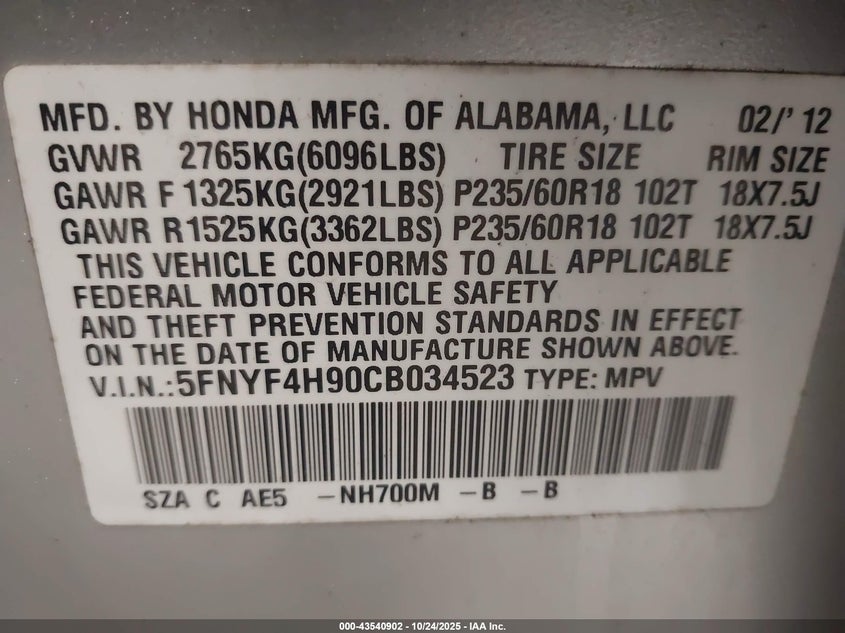 MFD. BY HONDA MFG. OF ALABAMA, LLC 02/' 12
GVWR 2765KG(6096LBS) TIRE SIZE RIM SIZE
GAWR F 1325KG(2921LBS) P235/60R18 102T 18X7.5J
GAWR R1525KG(3362LBS) P235/60R18 102T 18X7.5J
THIS VEHICLE CONFORMS TO ALL APPLICABLE
FEDERAL MOTOR VEHICLE SAFETY
AND THEFT PREVENTION STANDARDS IN EFFECT
ON THE DATE OF MANUFACTURE SHOWN ABOVE.
V.I.N.:5FNYF4H90CB034523 TYPE: MPV
SZA C AE5 -NH700M -B -B
000-43540902 - 10/24/2025 - IAA Inc.